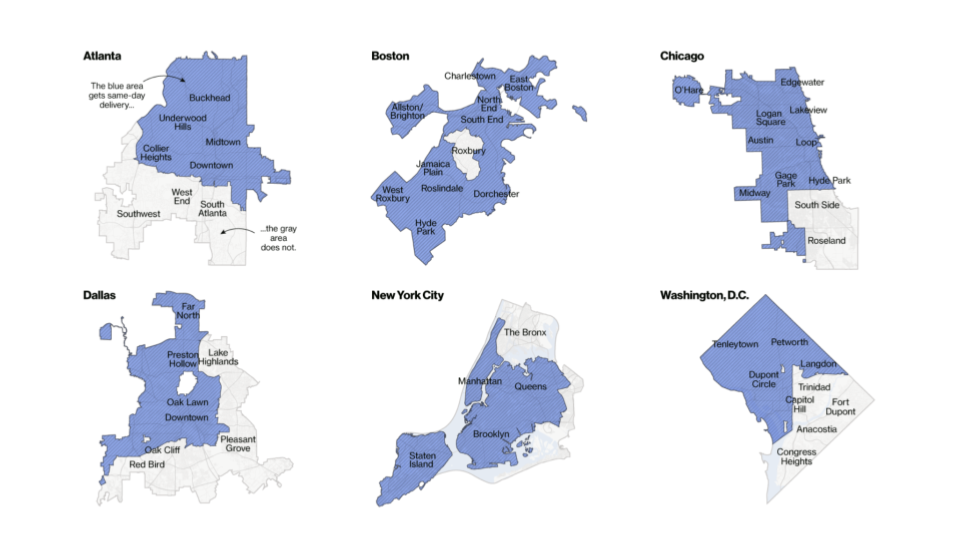 Atlanta
The blue area
gets same-day
delivery...
Buckhead
Underwood
Hills
Midtown
Collier
Heights
Downtown
West
End
South
Atlanta
Southwest
...the gray
area
does not.
Boston
Charlestown
East
Boston
North
End
Allston/
Brighton
South End
Roxbury
Jamaica
Plain
Roslindale
West
Roxbury
Dorchester
Hyde
Park
Chicago
Edgewater
O'Hare
Lakeview
Logan
Square
Austin
Loop
Gage
Park
Hyde Park
Midway
South Side
Roseland
Dallas
Far
North
Preston
Hollow
Lake
Highlands
Oak Lawn
Downtown
Pleasant
Grove
Oak Cliff
Red Bird
New York City
The Bronx
Manhattan
Queens
Brooklyn
Staten
Island
Washington, D.C.
Tenleytown
Petworth
Langdon
Dupont
Circle
Trinidad
Capitol
Hill
Fort
Dupont
Anacostia
Congress
Heights